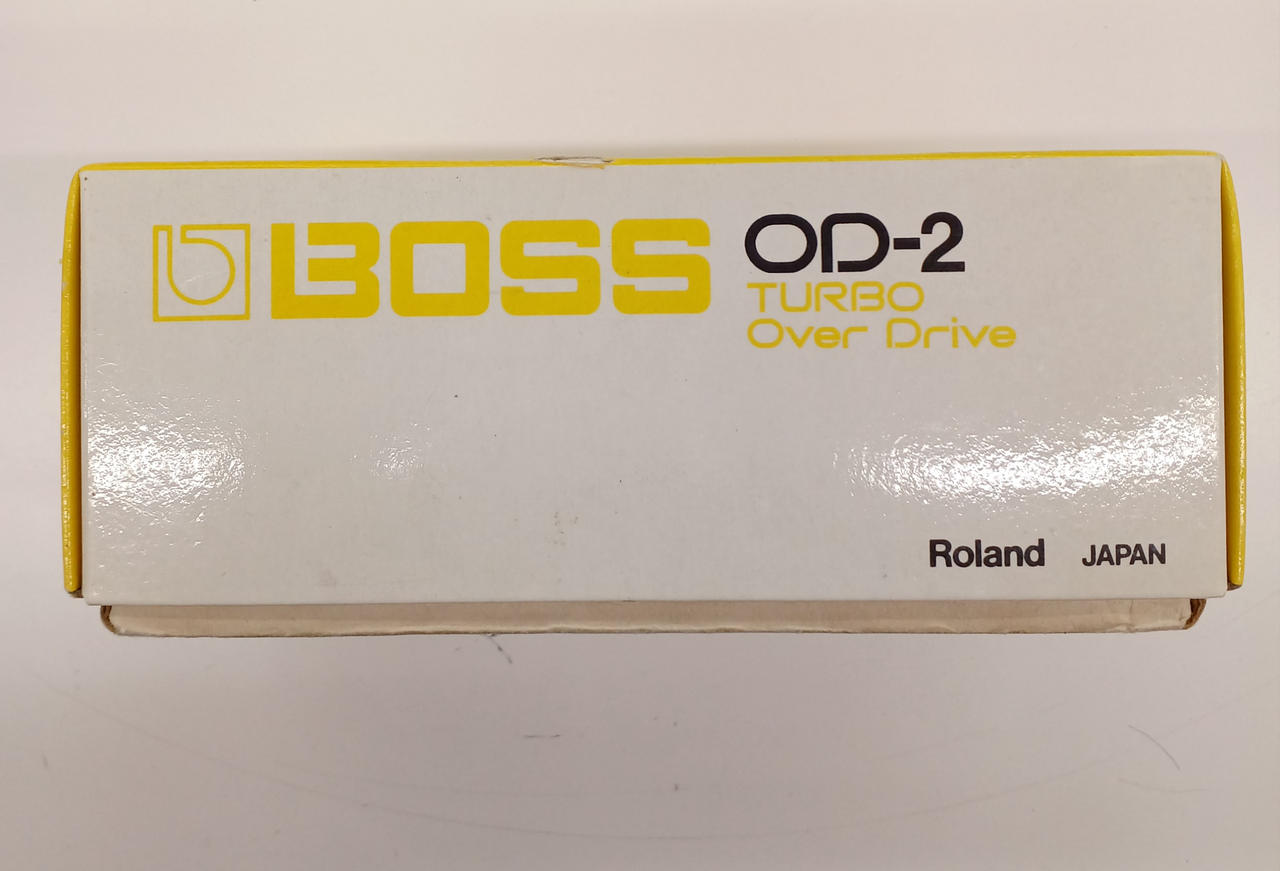 BOSS OD-2
TURBO
Over Drive
Roland JAPAN